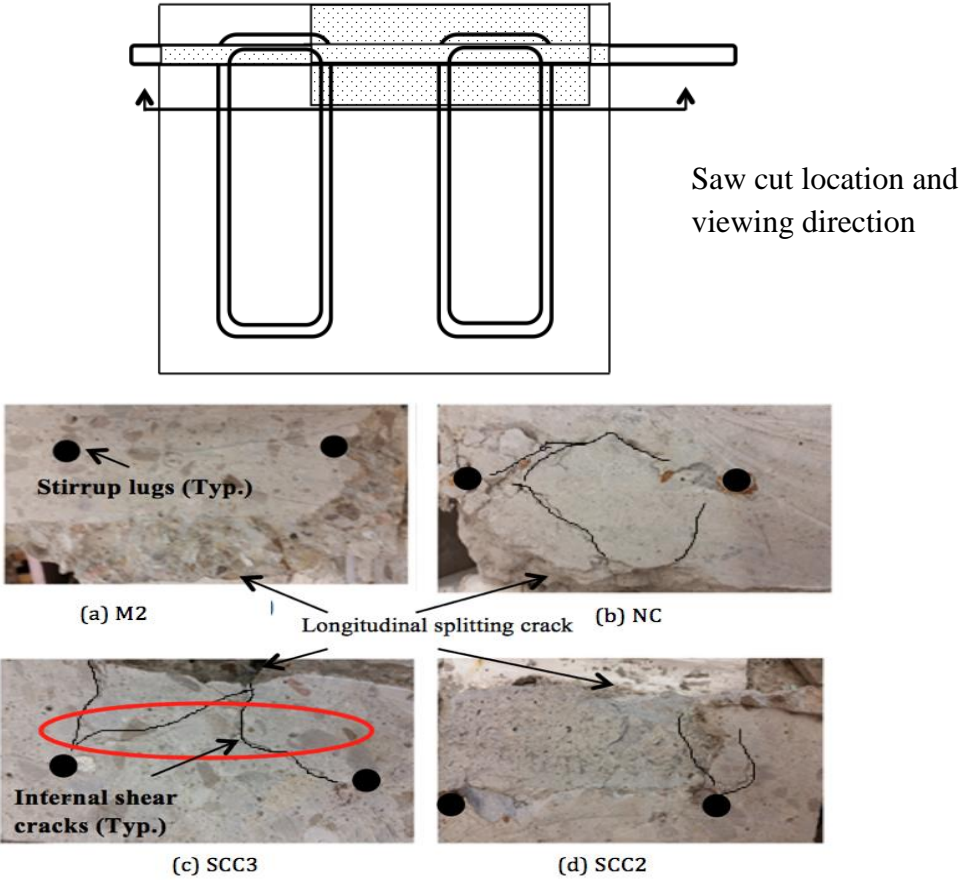 Saw cut location and
viewing direction
Stirrup lugs (Typ.)
(a) M2
Longitudinal splitting crack
(b) NC
Internal shear
cracks (Typ.)
(c) SCC3
(d) SCC2